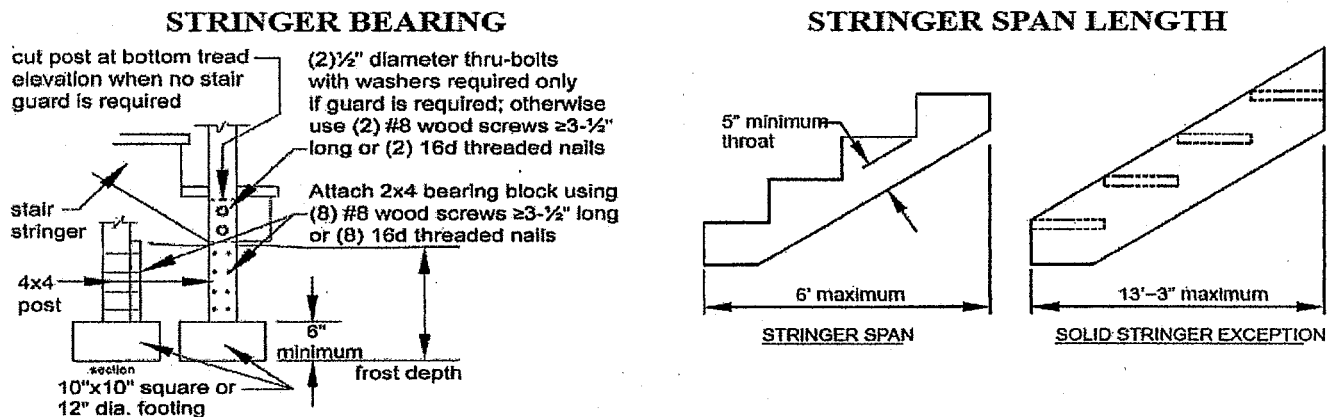 STRINGER BEARING
cut post at bottom tread
elevation when no stair
guard is required
(2)½" diameter thru-bolts
with washers required only
if guard is required; otherwise
use (2) #8 wood screws ≥3-½"
long or (2) 16d threaded nails
Attach 2x4 bearing block using
(8) #8 wood screws ≥3-½" long
or (8) 16d threaded nails
stair
stringer
4x4
post
6"
minimum
frost depth
section
10"x10" square or
12" dia. footing
STRINGER SPAN LENGTH
5" minimum
throat
6' maximum
STRINGER SPAN
13'-3" maximum
SOLID STRINGER EXCEPTION